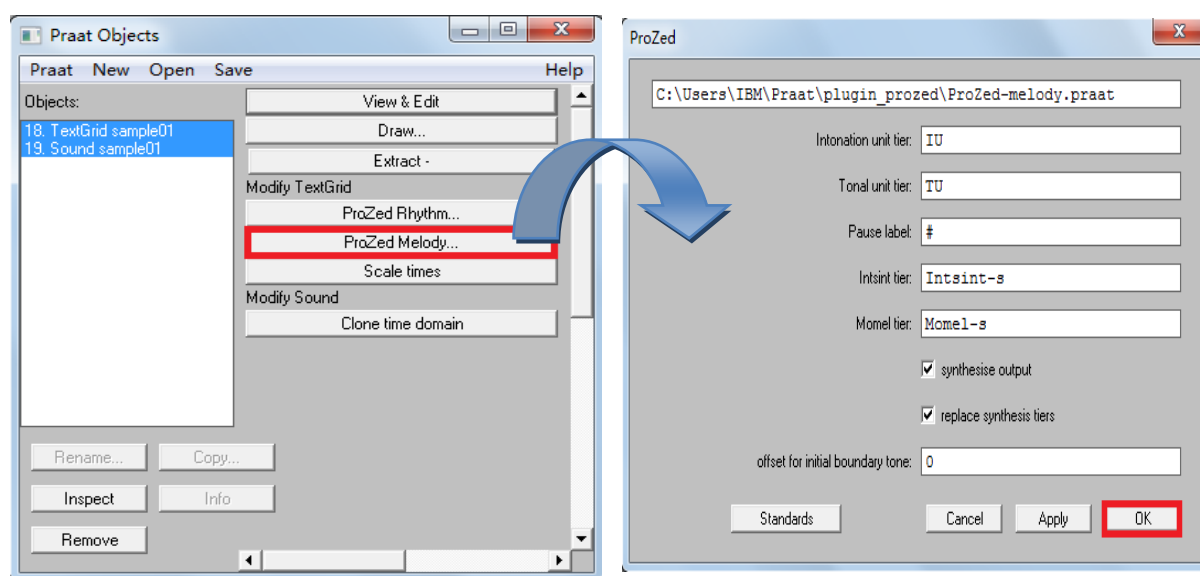 Praat Objects
Praat New Open Save Help
Objects:
18. TextGrid sample01
19. Sound sample01
View & Edit
Draw...
Extract -
Modify TextGrid
ProZed Rhythm...
ProZed Melody...
Scale times
Modify Sound
Clone time domain
Rename... Copy...
Inspect Info
Remove
ProZed
C:\Users\IBM\Praat\plugin_prozed\ProZed-melody.praat
Intonation unit tier: IU
Tonal unit tier: TU
Pause label: #
Intsint tier: Intsint-s
Momel tier: Momel-s
synthesise output
replace synthesis tiers
offset for initial boundary tone: 0
Standards Cancel Apply OK